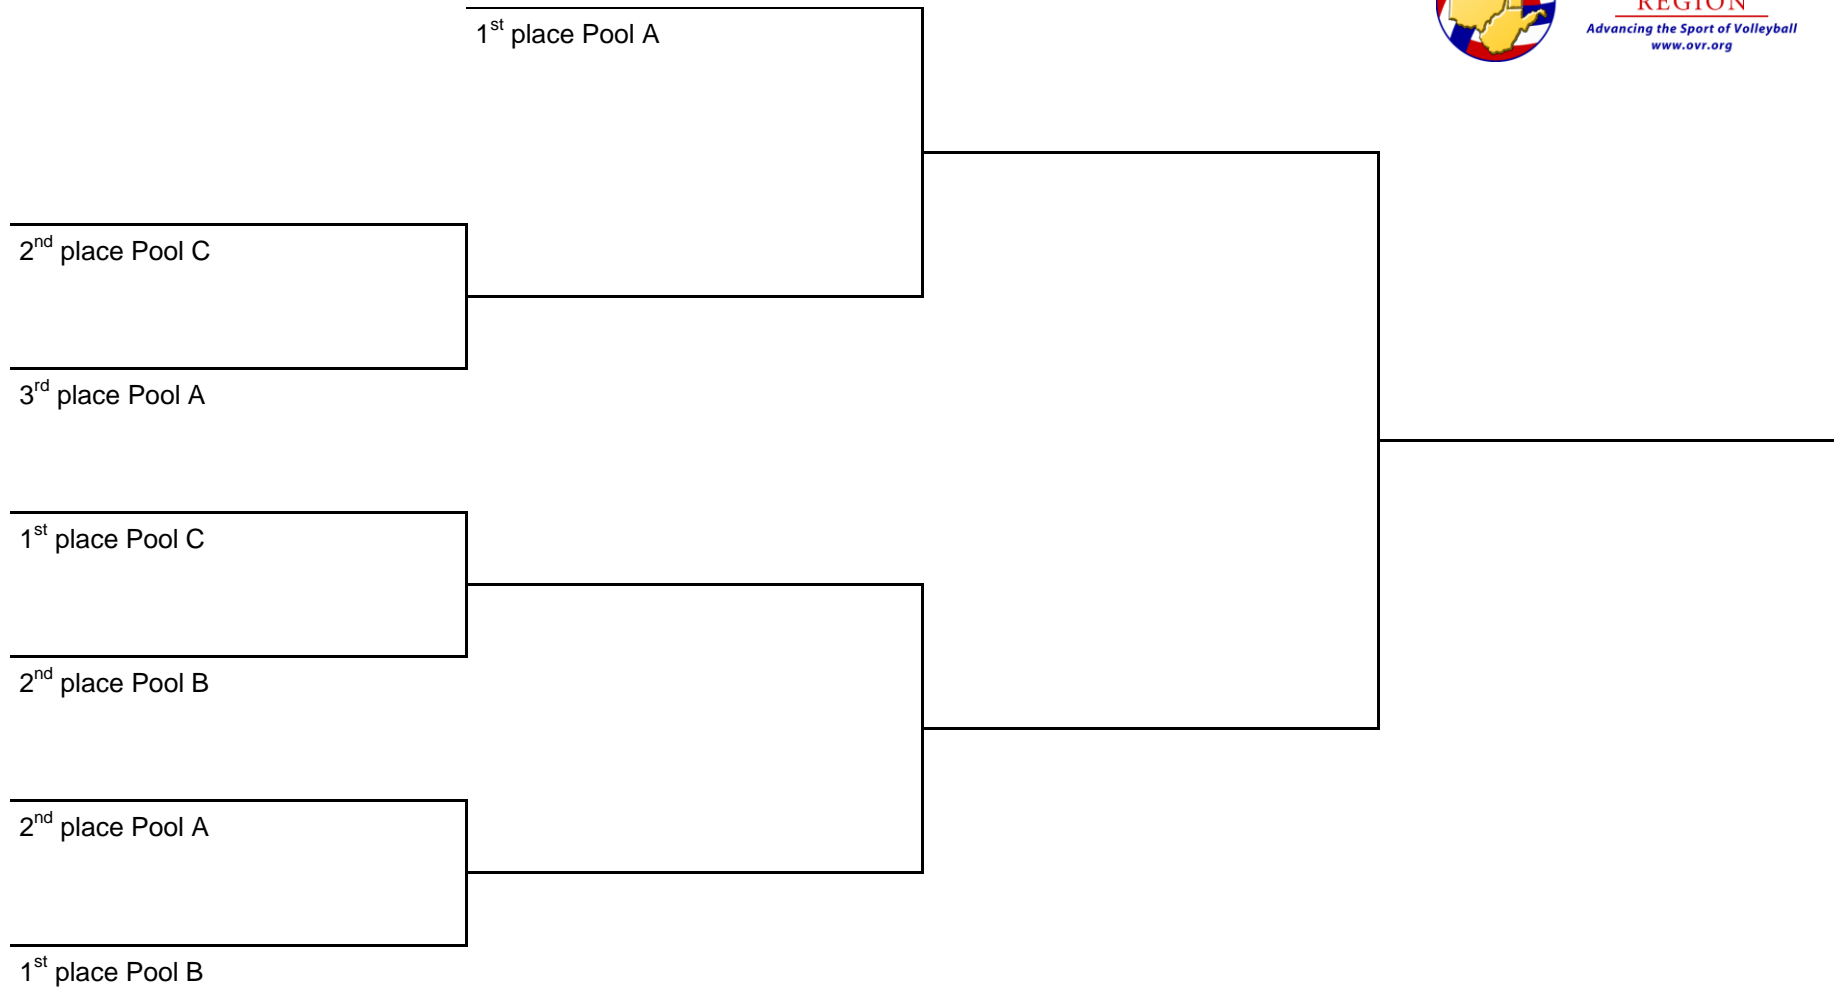 REGION
Advancing the Sport of Volleyball
www.ovr.org
1st place Pool A
2nd place Pool C
3rd place Pool A
1st place Pool C
2nd place Pool B
2nd place Pool A
1st place Pool B